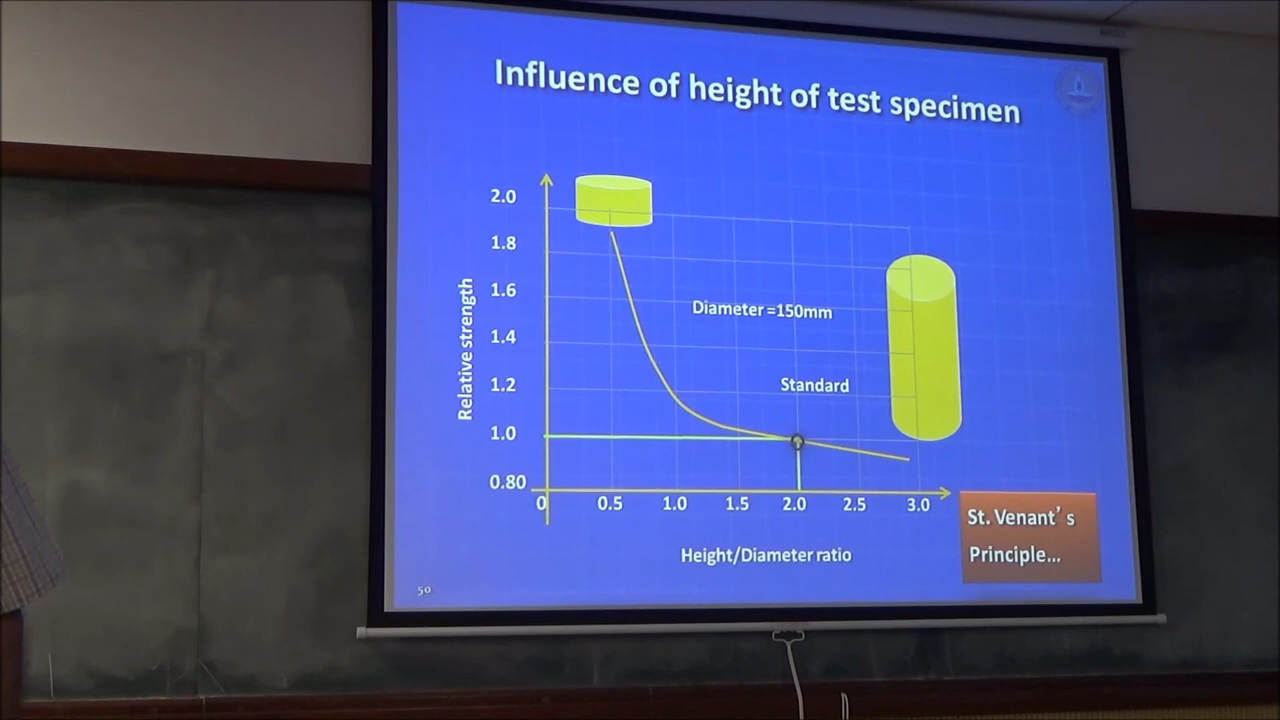 Influence of height of test specimen
2.0
1.8
1.6
1.4
1.2
1.0
0.80
Relative strength
Diameter =150mm
Standard
0 0.5 1.0 1.5 2.0 2.5 3.0
Height/Diameter ratio
St. Venant’ s
Principle...
50